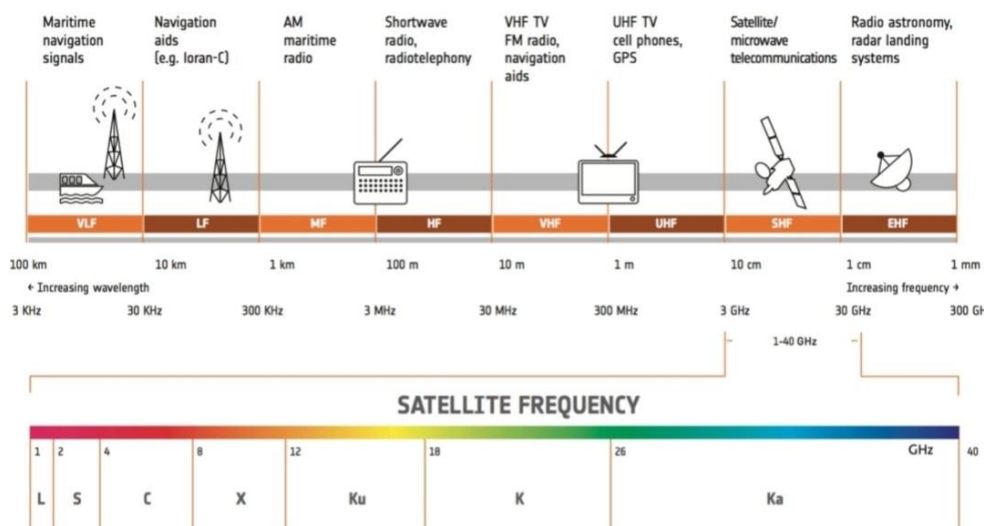 Maritime
navigation
signals
Navigation
aids
(e.g. loran-C)
AM
maritime
radio
Shortwave
radio,
radiotelephony
VHF TV
FM radio,
navigation
aids
UHF TV
cell phones,
GPS
Satellite/
microwave
telecommunications
Radio astronomy,
radar landing
systems
VLF LF MF HF VHF UHF SHF EHF
100 km 10 km 1 km 100 m 10 m 1 m 10 cm 1 cm 1 mm
← Increasing wavelength Increasing frequency →
3 KHz 30 KHz 300 KHz 3 MHz 30 MHz 300 MHz 3 GHz 30 GHz 300 GH
1-40 GHz
SATELLITE FREQUENCY
1 2 4 8 12 18 26 GHz 40
L S C X Ku K Ka